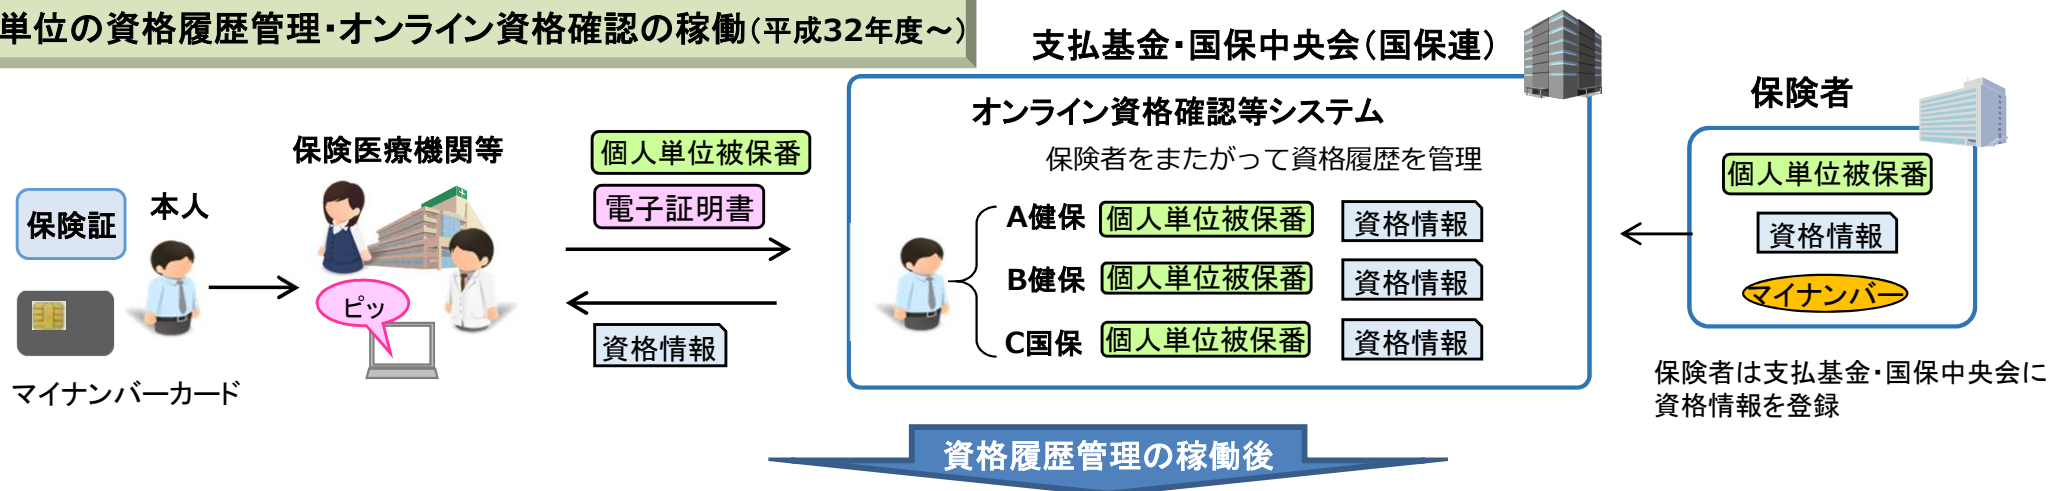 単位の資格履歴管理・オンライン資格確認の稼働(平成32年度～)
支払基金・国保中央会(国保連)
保険者
オンライン資格確認等システム
保険者をまたがって資格履歴を管理
保険医療機関等
個人単位被保番
電子証明書
保険証
本人
ピッ
資格情報
マイナンバーカード
A健保 個人単位被保番 資格情報
B健保 個人単位被保番 資格情報
C国保 個人単位被保番 資格情報
個人単位被保番
資格情報
マイナンバー
保険者は支払基金・国保中央会に
資格情報を登録
資格履歴管理の稼働後